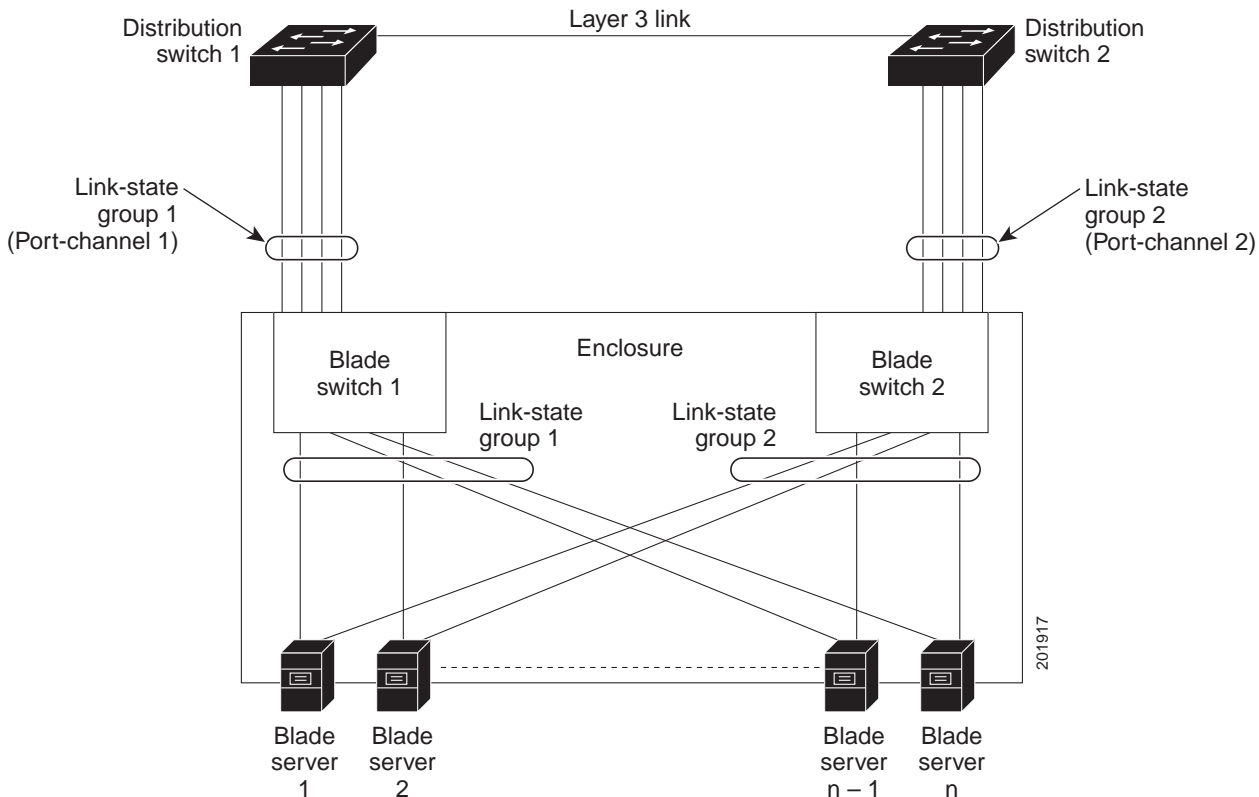 Layer 3 link
Distribution
switch 1
Distribution
switch 2
Link-state
group 1
(Port-channel 1)
Link-state
group 2
(Port-channel 2)
Enclosure
Blade
switch 1
Blade
switch 2
Link-state
group 1
Link-state
group 2
201917
Blade
server
1
Blade
server
2
Blade
server
n – 1
Blade
server
n